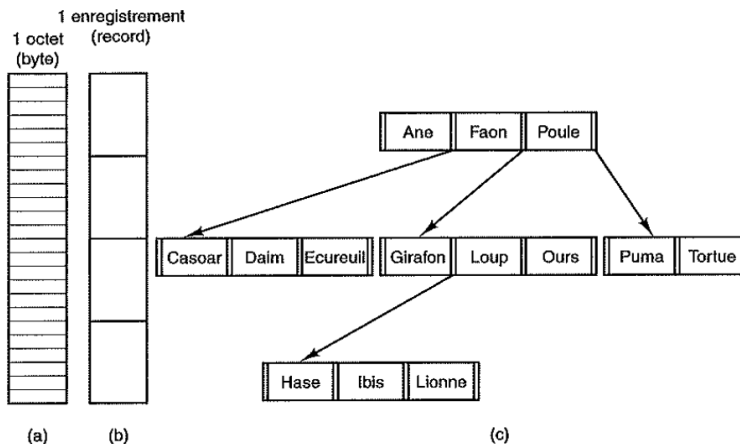 1 enregistrement
(record)
1 octet
(byte)
Ane Faon Poule
Casoar Daim Ecureuil Girafon Loup Ours Puma Tortue
Hase Ibis Lionne
(a) (b) (c)